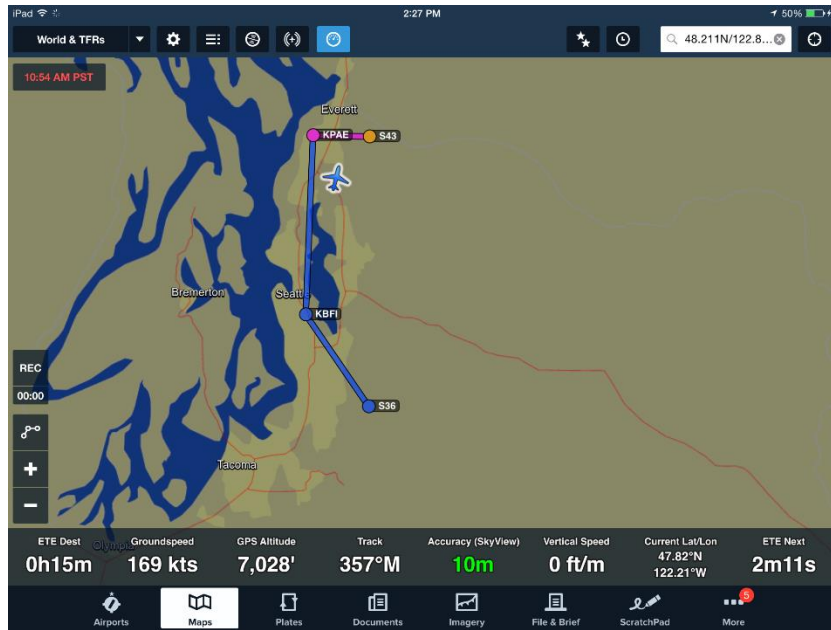 iPad
2:27 PM
50%
World & TFRs
48.211N/122.8...
10:54 AM PST
Everett
KPAE
S43
Bremerton
Seattle
KBFI
REC
00:00
S36
Tacoma
+
−
Olympia
ETE Dest
Groundspeed
GPS Altitude
Track
Accuracy (SkyView)
Vertical Speed
Current Lat/Lon
ETE Next
0h15m
169 kts
7,028'
357°M
10m
0 ft/m
47.82°N
122.21°W
2m11s
5
Airports
Maps
Plates
Documents
Imagery
File & Brief
ScratchPad
More